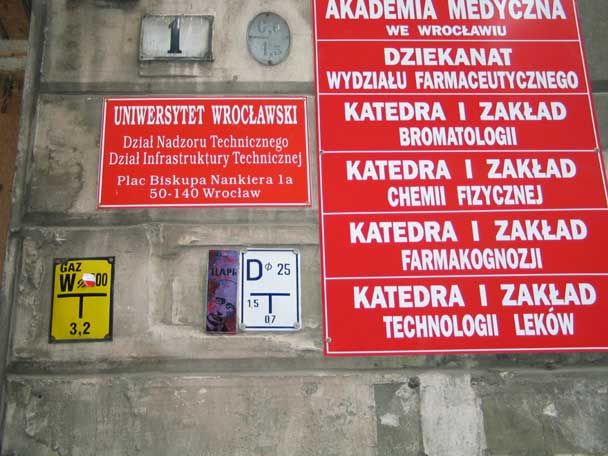 1
AKADEMIA MEDYCZNA
WE WROCŁAWIU
DZIEKANAT
WYDZIAŁU FARMACEUTYCZNEGO
KATEDRA I ZAKŁAD
BROMATOLOGII
KATEDRA I ZAKŁAD
CHEMII FIZYCZNEJ
KATEDRA I ZAKŁAD
FARMAKOGNOZJI
KATEDRA I ZAKŁAD
TECHNOLOGII LEKÓW
UNIWERSYTET WROCŁAWSKI
Dział Nadzoru Technicznego
Dział Infrastruktury Technicznej
Plac Biskupa Nankiera 1a
50-140 Wrocław
GAZ
W 00
3,2
D ϕ 25
1,5
07